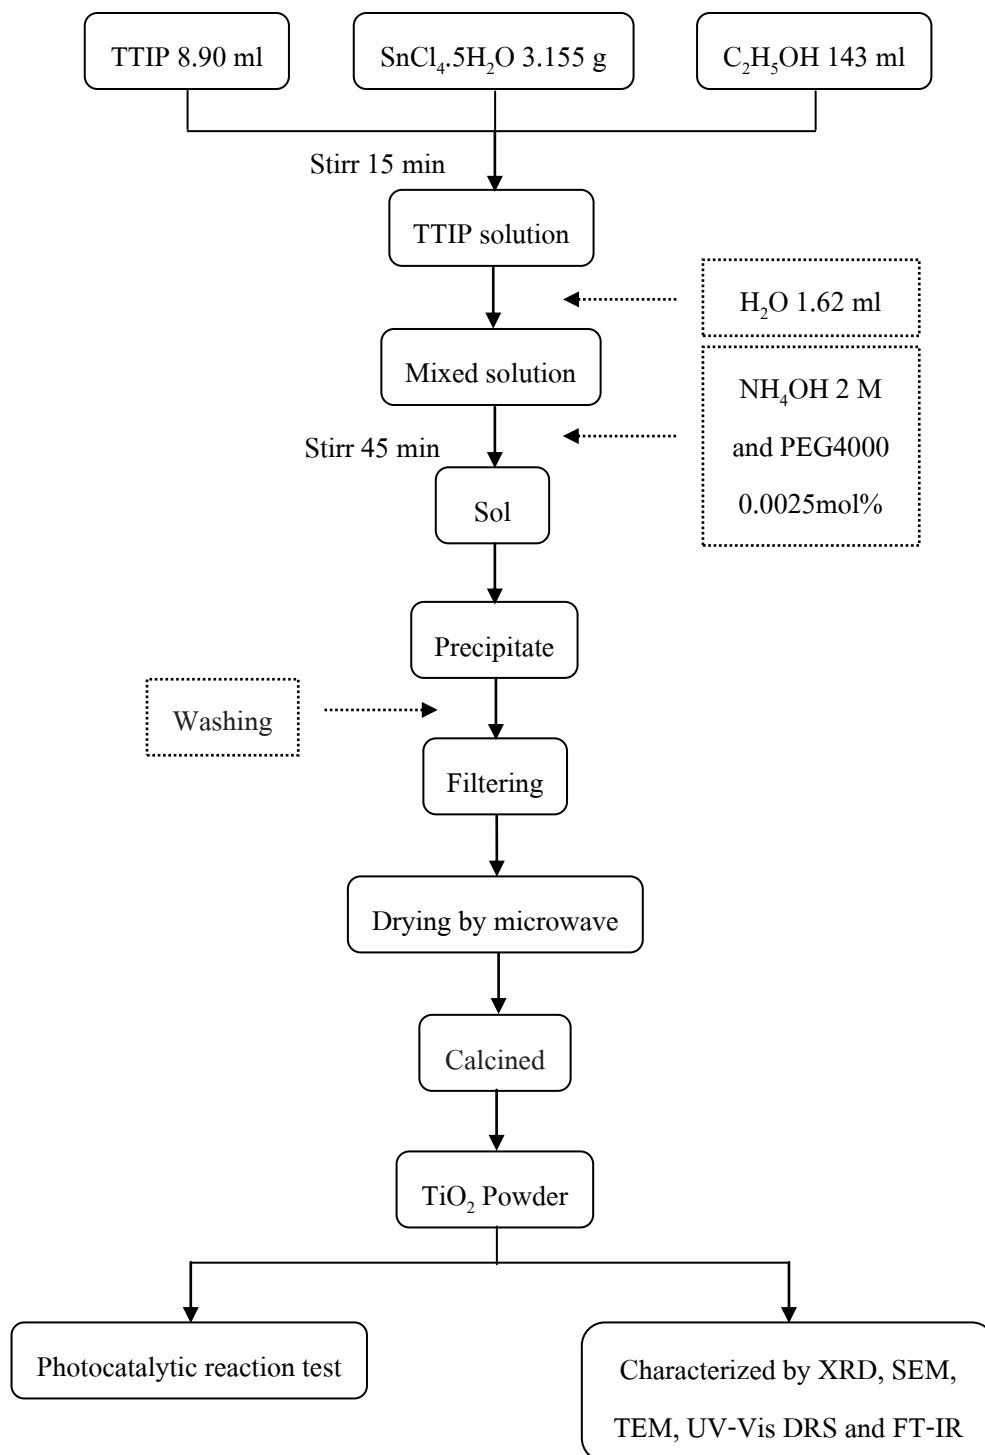 TTIP 8.90 ml
SnCl₄.5H₂O 3.155 g
C₂H₅OH 143 ml
Stirr 15 min
TTIP solution
H₂O 1.62 ml
Mixed solution
NH₄OH 2 M
and PEG4000
0.0025mol%
Stirr 45 min
Sol
Precipitate
Washing
Filtering
Drying by microwave
Calcined
TiO₂ Powder
Photocatalytic reaction test
Characterized by XRD, SEM,
TEM, UV-Vis DRS and FT-IR